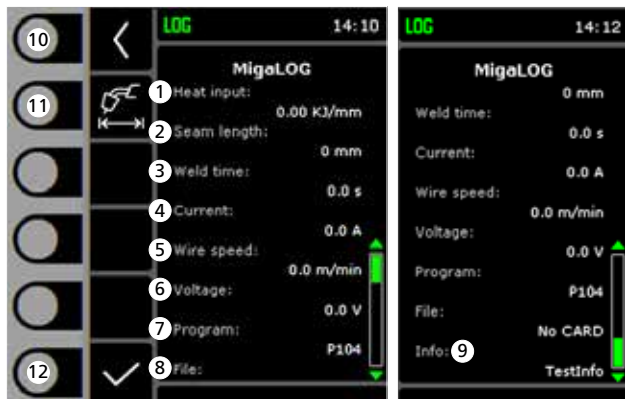 10
11
12
LOG 14:10
MigaLOG
1 Heat input:
0.00 KJ/mm
2 Seam length:
0 mm
3 Weld time:
0.0 s
4 Current:
0.0 A
5 Wire speed:
0.0 m/min
6 Voltage:
0.0 V
7 Program:
P104
8 File:
LOG 14:12
MigaLOG
0 mm
Weld time:
0.0 s
Current:
0.0 A
Wire speed:
0.0 m/min
Voltage:
0.0 V
Program:
P104
File:
No CARD
Info: 9
TestInfo